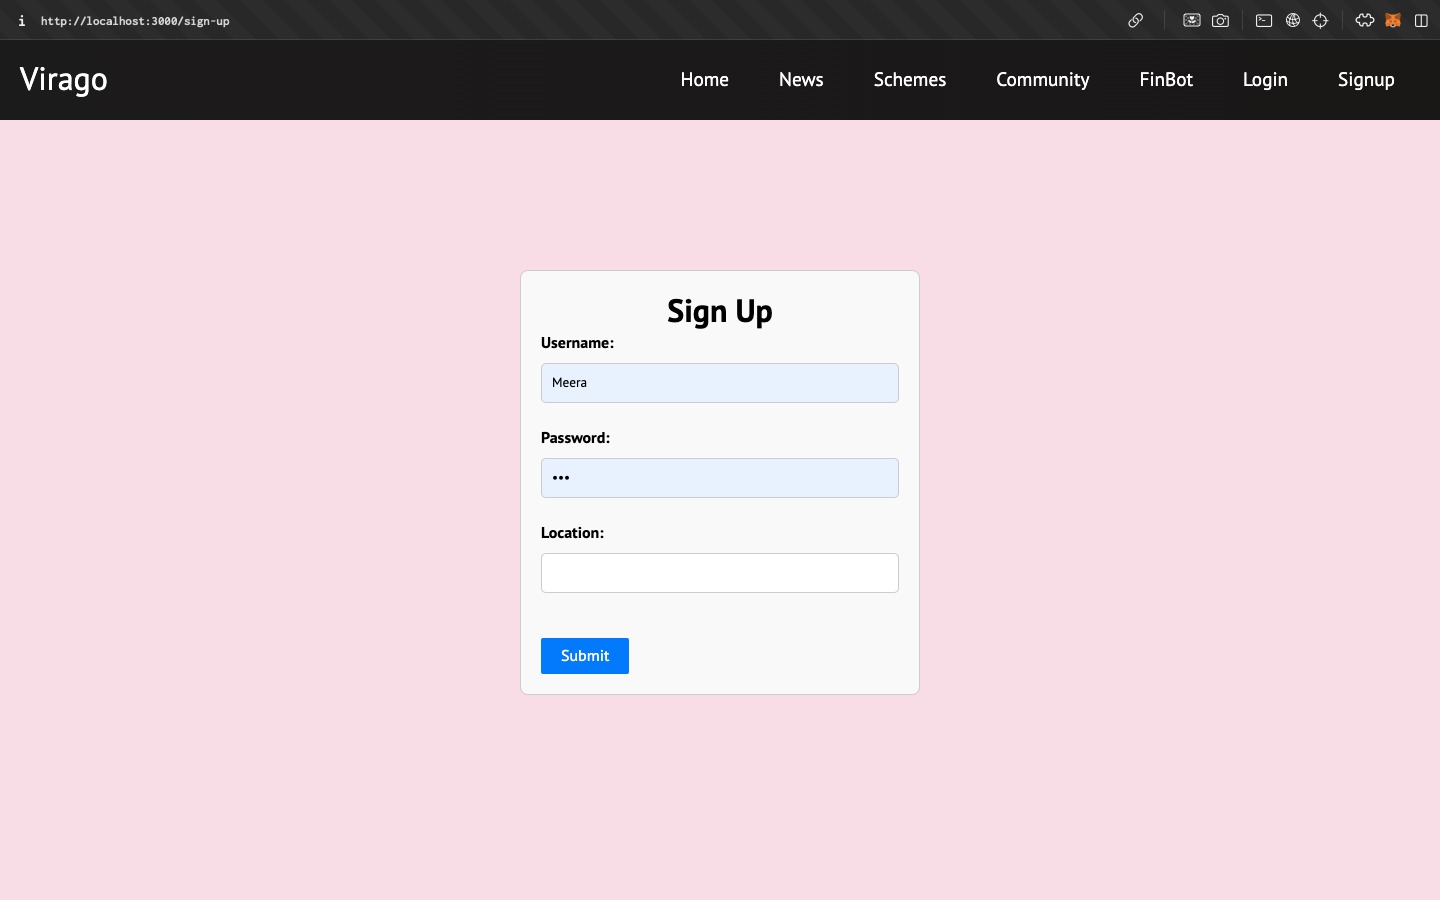 i http://localhost:3000/sign-up
Virago Home News Schemes Community FinBot Login Signup
Sign Up
Username:
Meera
Password:
•••
Location:
Submit